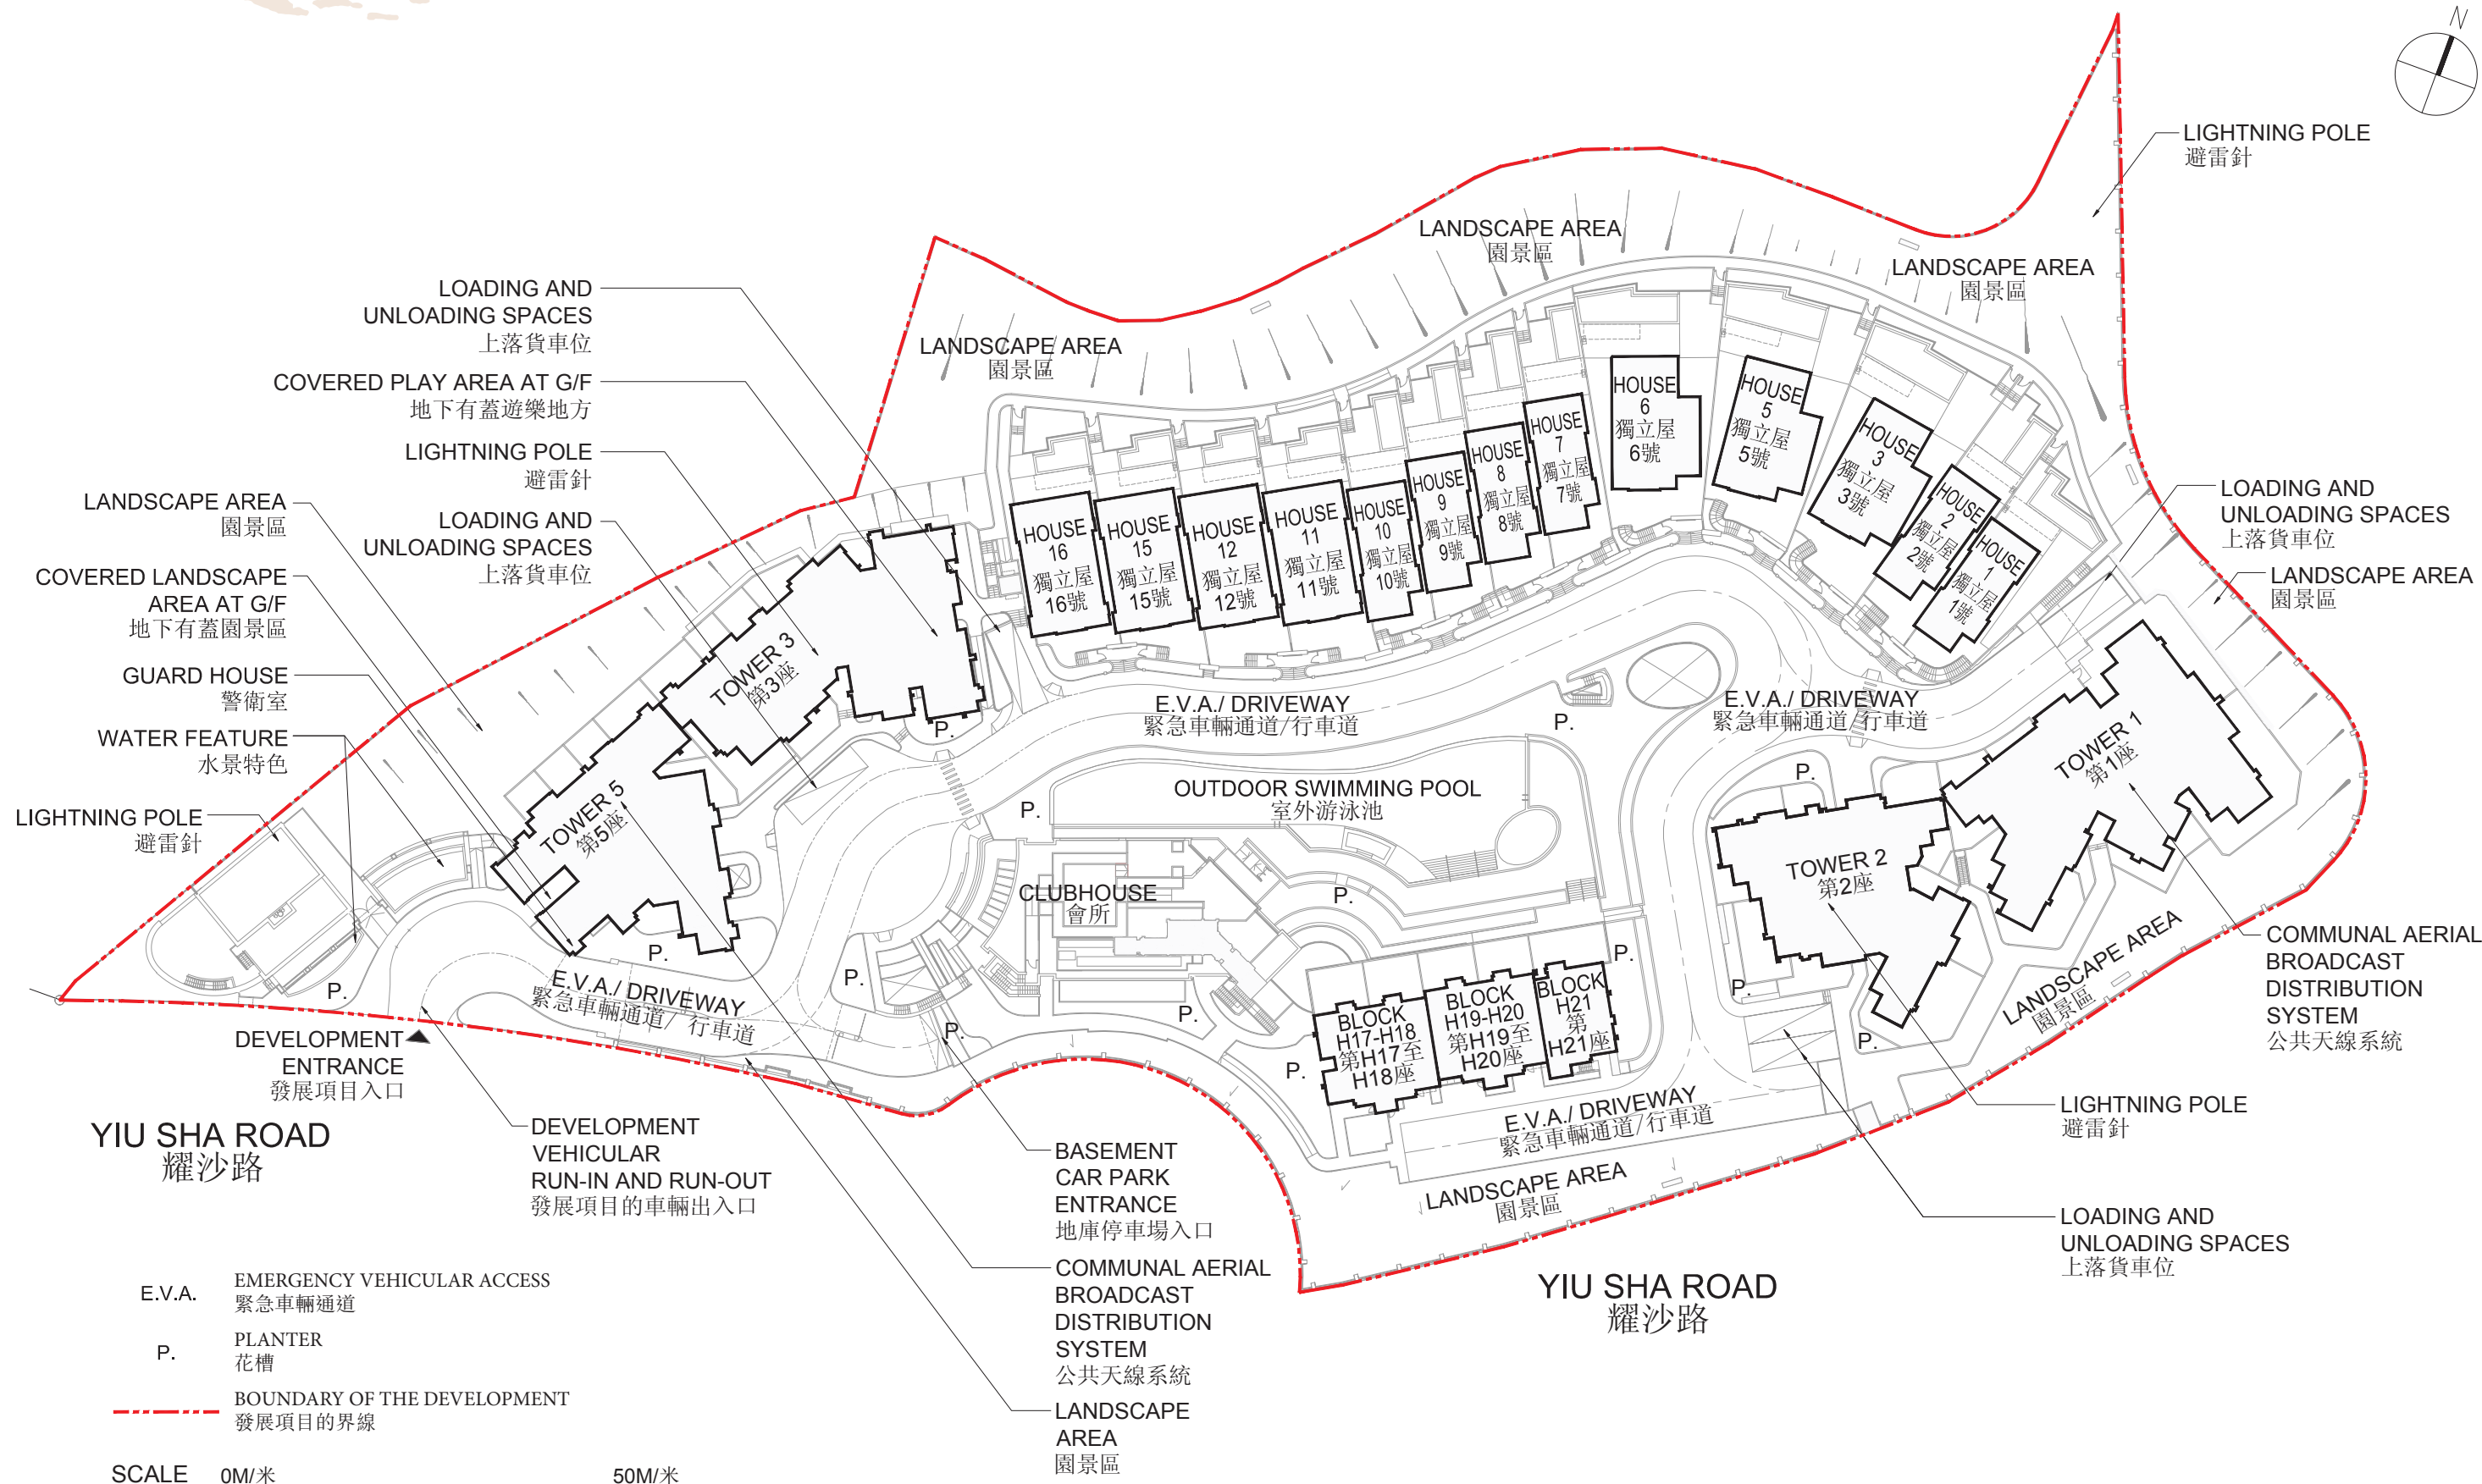 N
LIGHTNING POLE
避雷針
LANDSCAPE AREA
園景區
LANDSCAPE AREA
園景區
LANDSCAPE AREA
園景區
LOADING AND
UNLOADING SPACES
上落貨車位
COVERED PLAY AREA AT G/F
地下有蓋遊樂地方
LIGHTNING POLE
避雷針
LOADING AND
UNLOADING SPACES
上落貨車位
LANDSCAPE AREA
園景區
COVERED LANDSCAPE
AREA AT G/F
地下有蓋園景區
GUARD HOUSE
警衛室
WATER FEATURE
水景特色
LIGHTNING POLE
避雷針
HOUSE
16
獨立屋
16號
HOUSE
15
獨立屋
15號
HOUSE
12
獨立屋
12號
HOUSE
11
獨立屋
11號
HOUSE
10
獨立屋
10號
HOUSE
9
獨立屋
9號
HOUSE
8
獨立屋
8號
HOUSE
7
獨立屋
7號
HOUSE
6
獨立屋
6號
HOUSE
5
獨立屋
5號
HOUSE
3
獨立屋
3號
HOUSE
2
獨立屋
2號
HOUSE
1
獨立屋
1號
LOADING AND
UNLOADING SPACES
上落貨車位
LANDSCAPE AREA
園景區
TOWER 3
第3座
TOWER 5
第5座
P.
E.V.A./ DRIVEWAY
緊急車輛通道/行車道
P.
E.V.A./ DRIVEWAY
緊急車輛通道/行車道
TOWER 1
第1座
P.
OUTDOOR SWIMMING POOL
室外游泳池
P.
TOWER 2
第2座
CLUBHOUSE
會所
P.
P.
P.
P.
P.
P.
P.
P.
P.
P.
P.
E.V.A./ DRIVEWAY
緊急車輛通道/ 行車道
BLOCK
H17-H18
第H17至
H18座
BLOCK
H19-H20
第H19至
H20座
BLOCK
H21
第
H21座
LANDSCAPE AREA
園景區
COMMUNAL AERIAL
BROADCAST
DISTRIBUTION
SYSTEM
公共天線系統
DEVELOPMENT
ENTRANCE
發展項目入口
YIU SHA ROAD
耀沙路
DEVELOPMENT
VEHICULAR
RUN-IN AND RUN-OUT
發展項目的車輛出入口
E.V.A./ DRIVEWAY
緊急車輛通道/行車道
LANDSCAPE AREA
園景區
LIGHTNING POLE
避雷針
LOADING AND
UNLOADING SPACES
上落貨車位
BASEMENT
CAR PARK
ENTRANCE
地庫停車場入口
COMMUNAL AERIAL
BROADCAST
DISTRIBUTION
SYSTEM
公共天線系統
LANDSCAPE
AREA
園景區
YIU SHA ROAD
耀沙路
E.V.A. EMERGENCY VEHICULAR ACCESS
緊急車輛通道
P. PLANTER
花槽
BOUNDARY OF THE DEVELOPMENT
發展項目的界線
SCALE 0M/米 50M/米